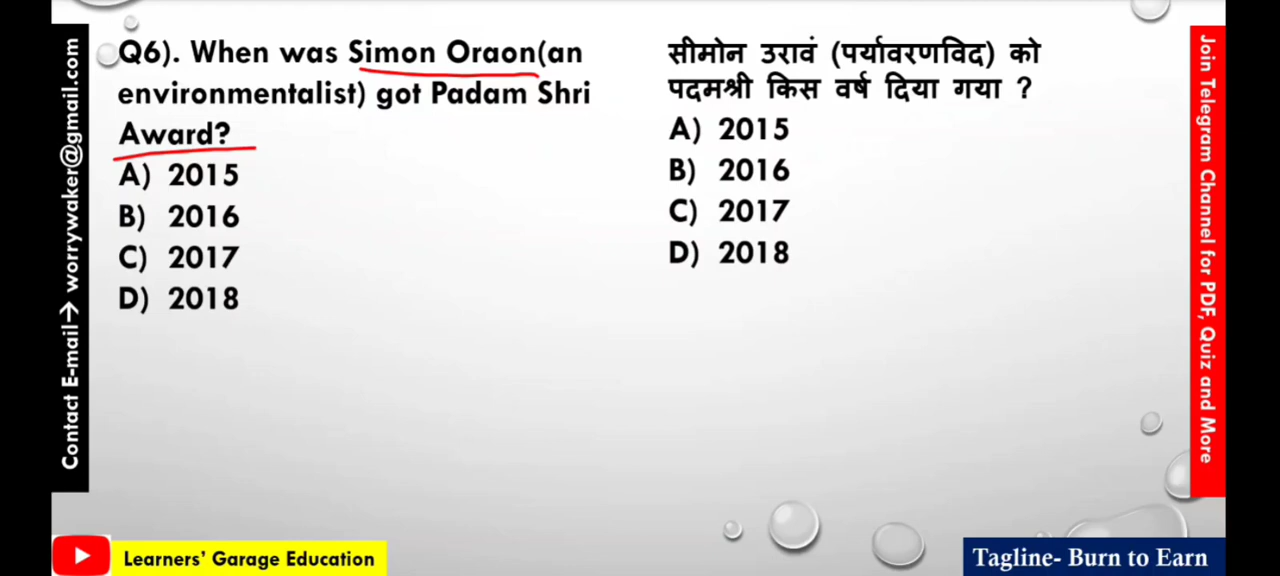 Contact E-mail→ worrywaker@gmail.com
Q6). When was Simon Oraon(an
environmentalist) got Padam Shri
Award?
A) 2015
B) 2016
C) 2017
D) 2018
सीमोन उरावं (पर्यावरणविद) को
पदमश्री किस वर्ष दिया गया ?
A) 2015
B) 2016
C) 2017
D) 2018
Join Telegram Channel for PDF, Quiz and More
Learners’ Garage Education
Tagline- Burn to Earn